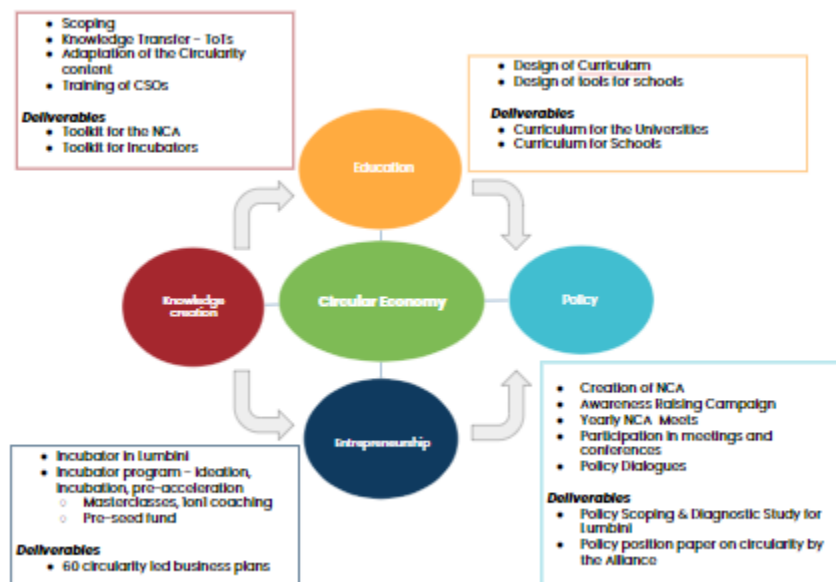 • Scoping
• Knowledge Transfer – ToTs
• Adaptation of the Circularity
content
• Training of CSOs
Deliverables
• Toolkit for the NCA
• Toolkit for Incubators
• Design of Curriculam
• Design of tools for schools
Deliverables
• Curriculum for the Universities
• Curriculum for Schools
Education
Knowledge
creation
Circular Economy
Policy
Entrepreneurship
• Incubator in Lumbini
• Incubator program – ideation,
incubation, pre-acceleration
○ Masterclasses, 1on1 coaching
○ Pre-seed fund
Deliverables
• 60 circularity led business plans
• Creation of NCA
• Awareness Raising Campaign
• Yearly NCA Meets
• Participation in meetings and
conferences
• Policy Dialogues
Deliverables
• Policy Scoping & Diagnostic Study for
Lumbini
• Policy position paper on circularity by
the Alliance